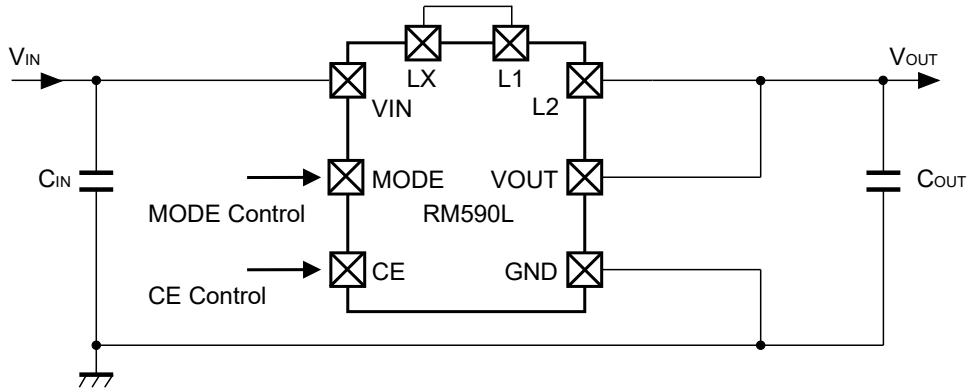 VIN
LX
L1
VOUT
VIN
L2
CIN
MODE
VOUT
COUT
MODE Control
RM590L
CE
GND
CE Control